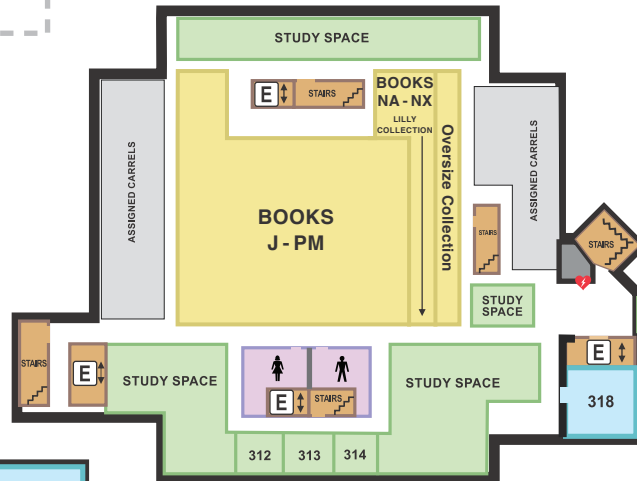 STUDY SPACE
E
STAIRS
BOOKS
NA - NX
LILLY
COLLECTION
Oversize Collection
ASSIGNED CARRELS
ASSIGNED CARRELS
BOOKS
J - PM
STAIRS
STAIRS
STUDY
SPACE
STAIRS
E
STUDY SPACE
STUDY SPACE
E
STAIRS
E
318
312
313
314